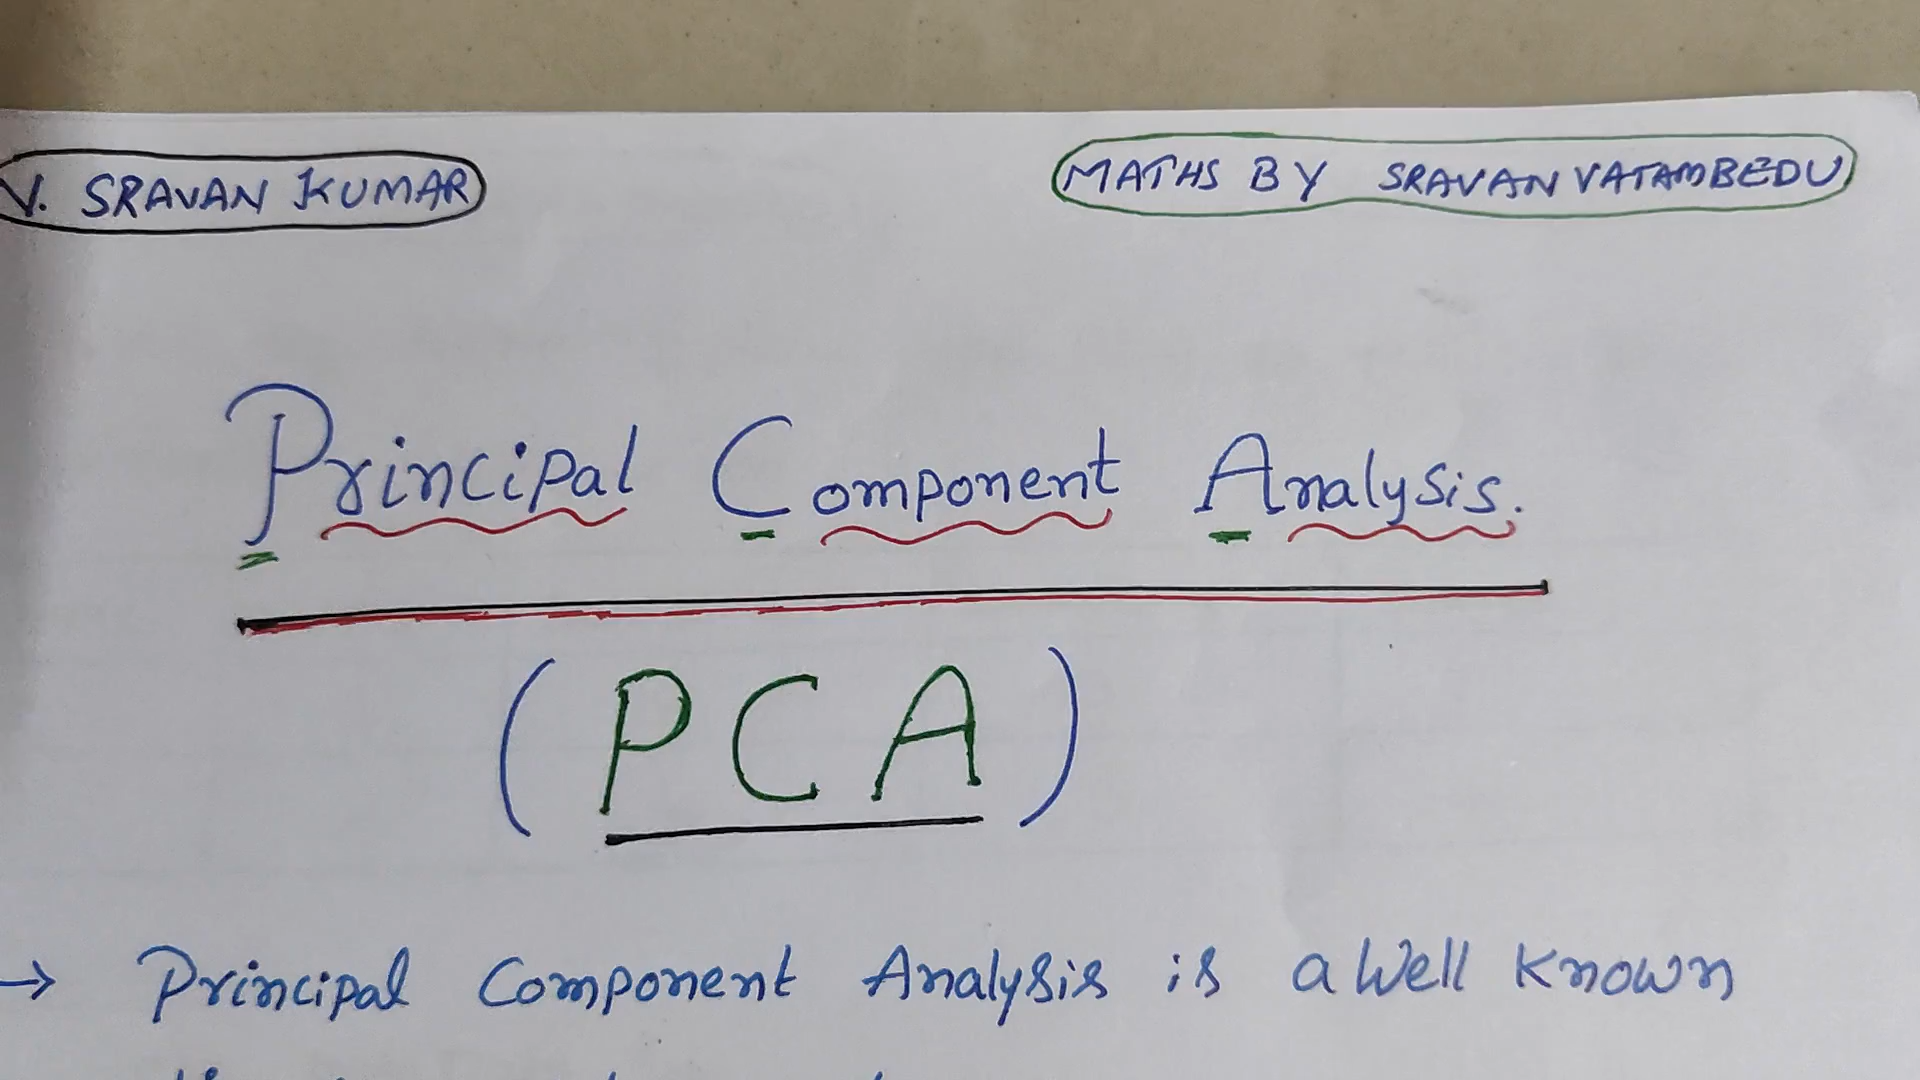 V. SRAVAN KUMAR
MATHS BY SRAVAN VATAMBEDU
Principal Component Analysis.
(PCA)
→ Principal Component Analysis is a well known